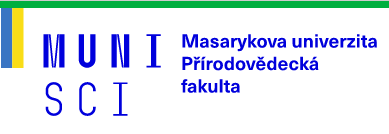 MUNI
SCI
Masarykova univerzita
Přírodovědecká
fakulta